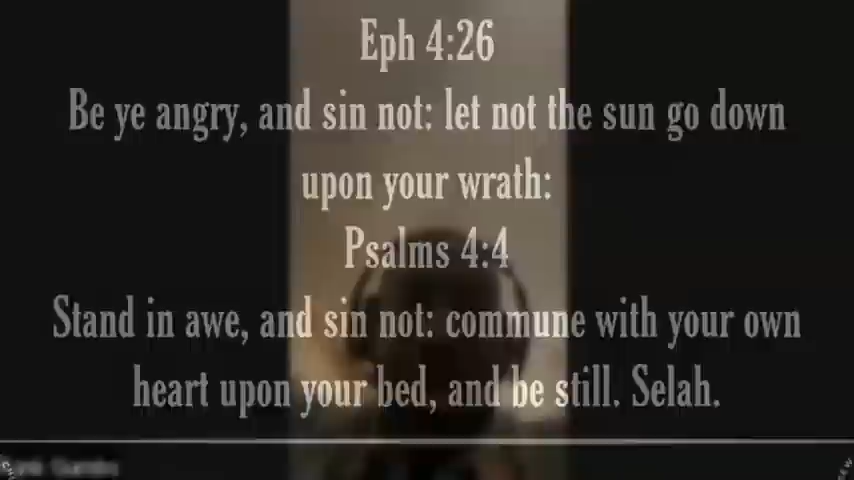 Eph 4:26
Be ye angry, and sin not: let not the sun go down
upon your wrath:
Psalms 4:4
Stand in awe, and sin not: commune with your own
heart upon your bed, and be still. Selah.